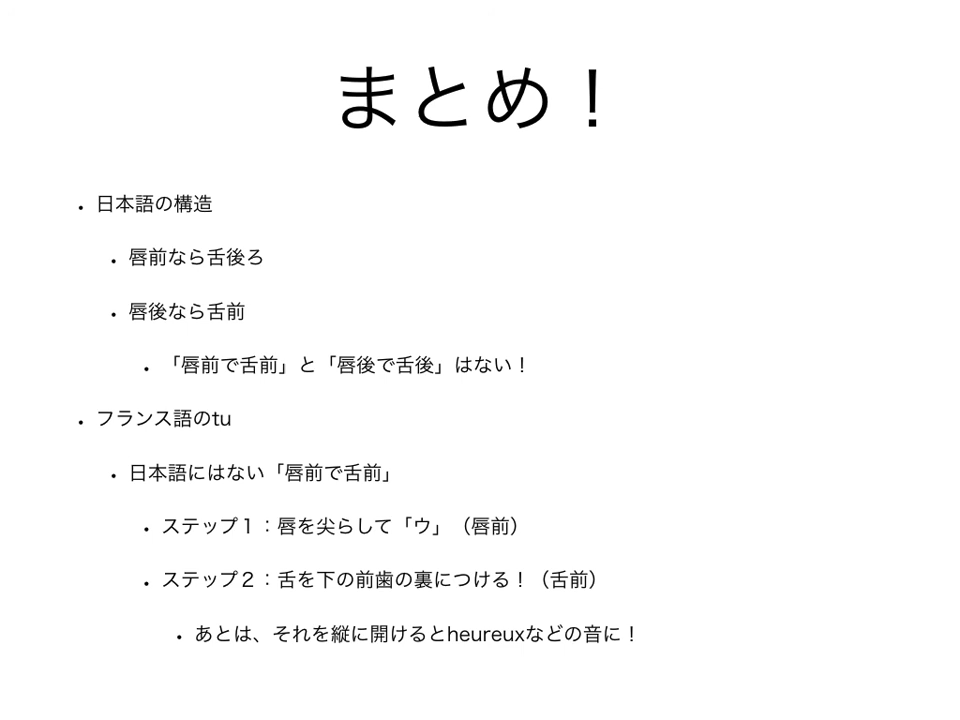 まとめ！
• 日本語の構造
• 唇前なら舌後ろ
• 唇後なら舌前
• 「唇前で舌前」と「唇後で舌後」はない！
• フランス語のtu
• 日本語にはない「唇前で舌前」
• ステップ１：唇を尖らして「ウ」（唇前）
• ステップ２：舌を下の前歯の裏につける！（舌前）
• あとは、それを縦に開けるとheureuxなどの音に！